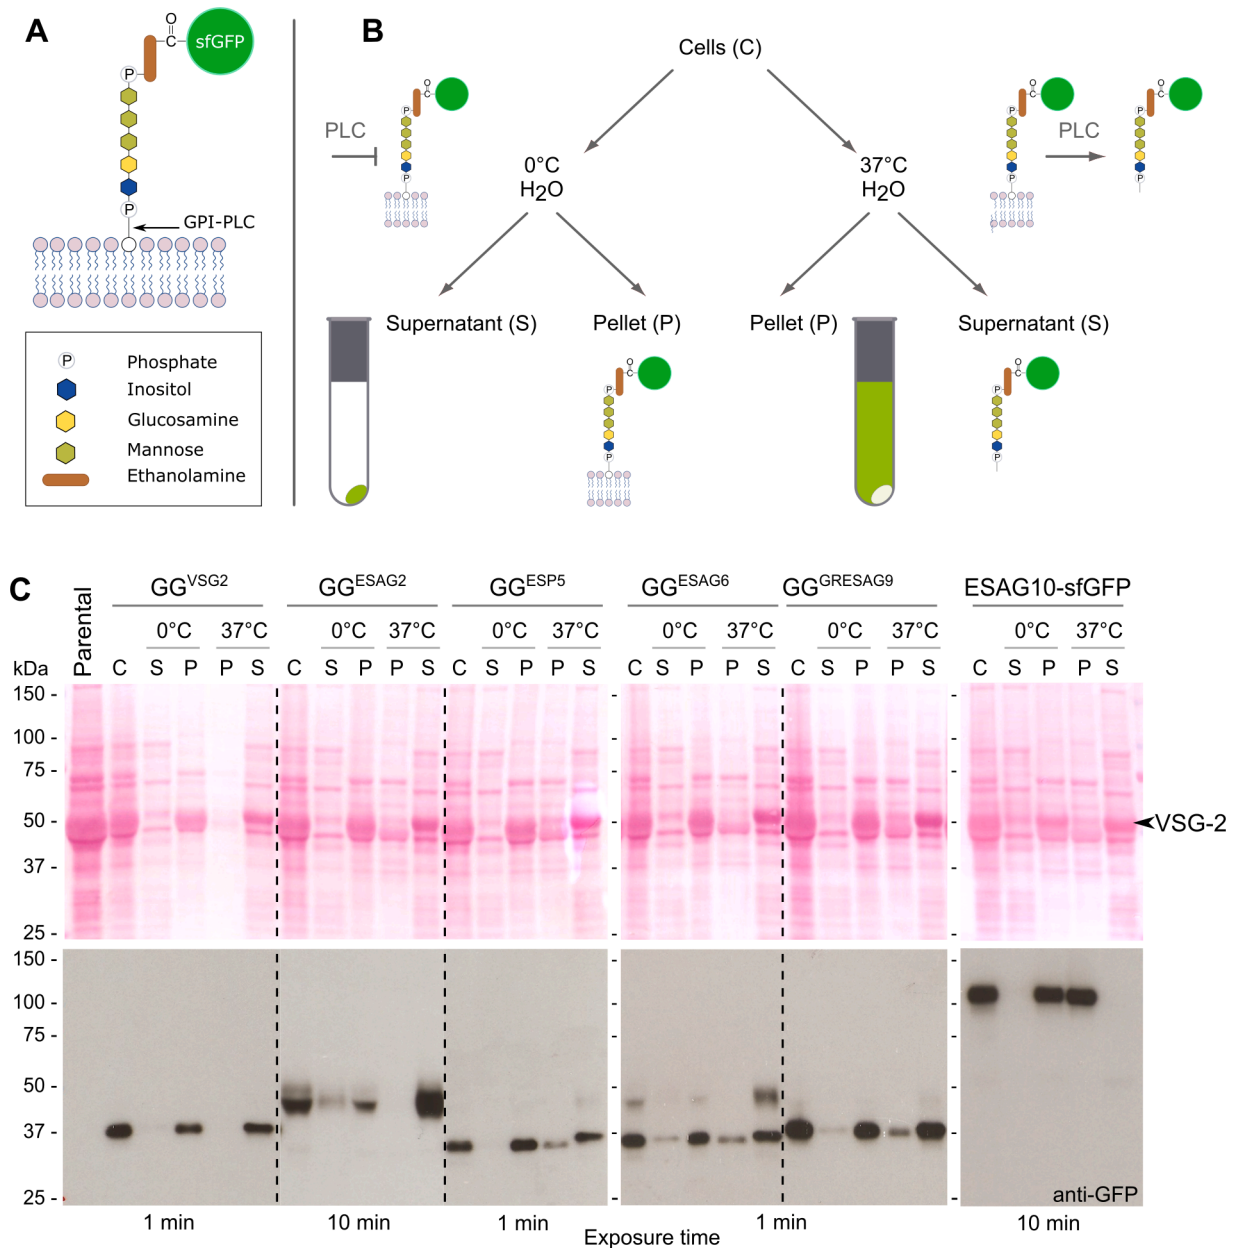 A
O
C
sfGFP
P
P
GPI-PLC
P Phosphate
Inositol
Glucosamine
Mannose
Ethanolamine
B
Cells (C)
PLC
O
C
P
P
0°C
H2O
37°C
H2O
O
C
P
P
PLC
O
C
P
P
Supernatant (S)
Pellet (P)
Pellet (P)
Supernatant (S)
O
C
P
P
O
C
P
P
C
Parental
GGVSG2
GGESAG2
GGESP5
GGESAG6
GGGRESAG9
ESAG10-sfGFP
0°C 37°C 0°C 37°C 0°C 37°C 0°C 37°C 0°C 37°C 0°C 37°C
kDa C S P P S C S P P S C S P P S C S P P S C S P P S C S P P S
150 -
100 -
75 -
50 -
37 -
25 -
VSG-2
150 -
100 -
75 -
50 -
37 -
25 -
anti-GFP
1 min 10 min 1 min 1 min 10 min
Exposure time